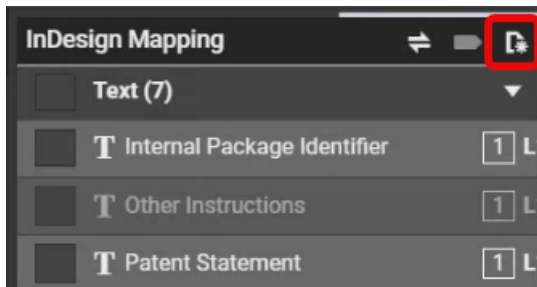 InDesign Mapping
Text (7)
T Internal Package Identifier 1 L
T Other Instructions 1 L
T Patent Statement 1 L